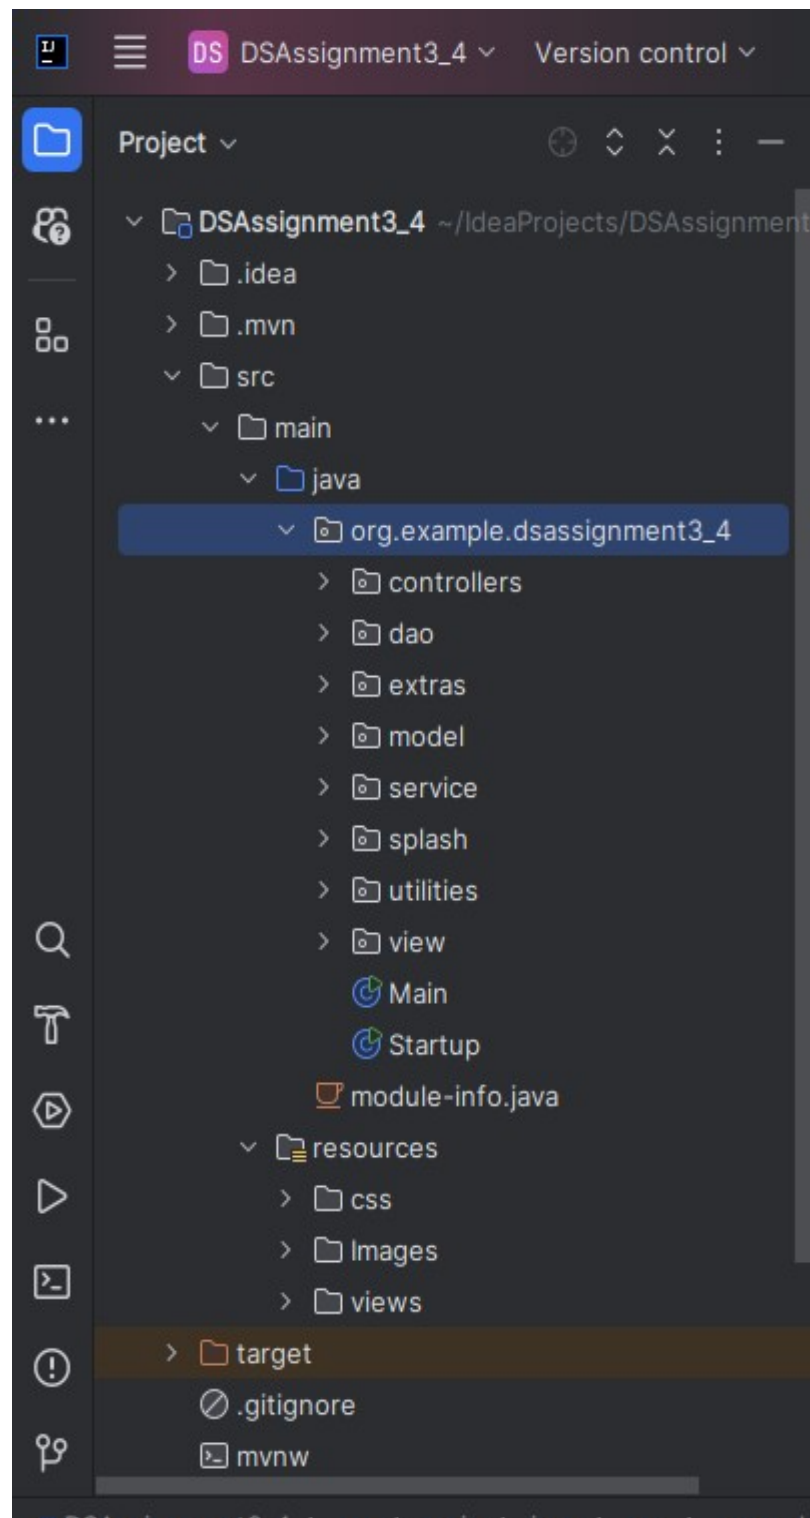 IJ
DS DSAssignment3_4 Version control
Project
DSAssignment3_4 ~/IdeaProjects/DSAssignment
.idea
.mvn
src
main
java
org.example.dsassignment3_4
controllers
dao
extras
model
service
splash
utilities
view
Main
Startup
module-info.java
resources
css
Images
views
target
.gitignore
mvnw